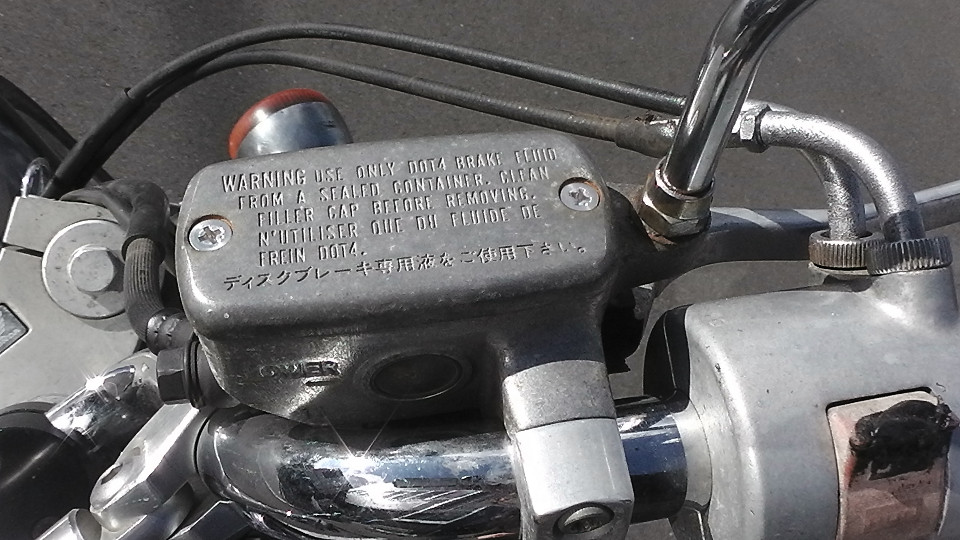 WARNING USE ONLY DOT4 BRAKE FLUID
FROM A SEALED CONTAINER. CLEAN
FILLER CAP BEFORE REMOVING.
N'UTILISER QUE DU FLUIDE DE
FREIN DOT4.
ディスクブレーキ専用液をご使用下さい。
LOWER